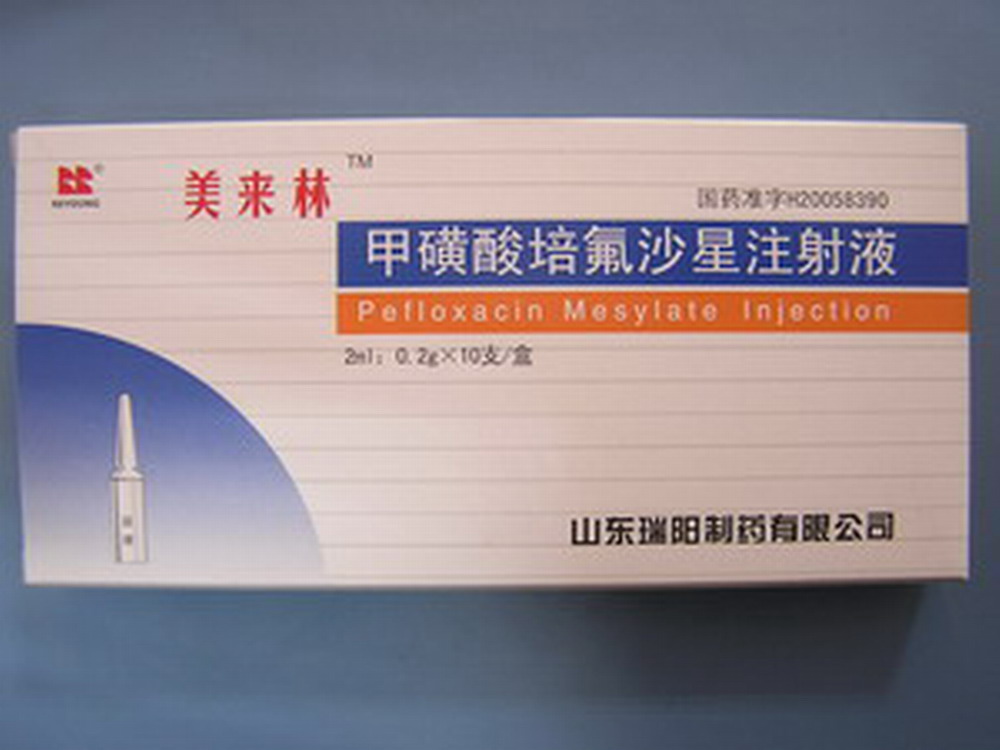 美来林™
国药准字H20058390
甲磺酸培氟沙星注射液
Pefloxacin Mesylate Injection
2ml：0.2g×10支/盒
山东瑞阳制药有限公司